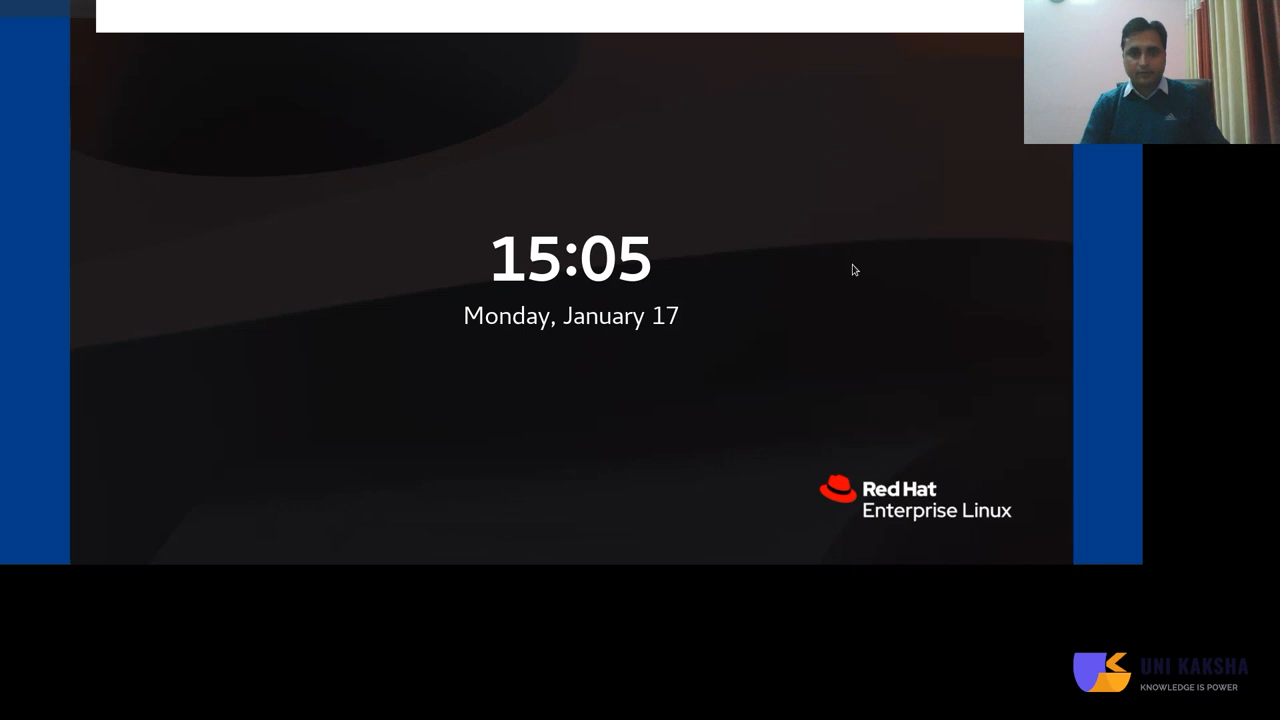 15:05
Monday, January 17
Red Hat
Enterprise Linux
UNI KAKSHA
KNOWLEDGE IS POWER